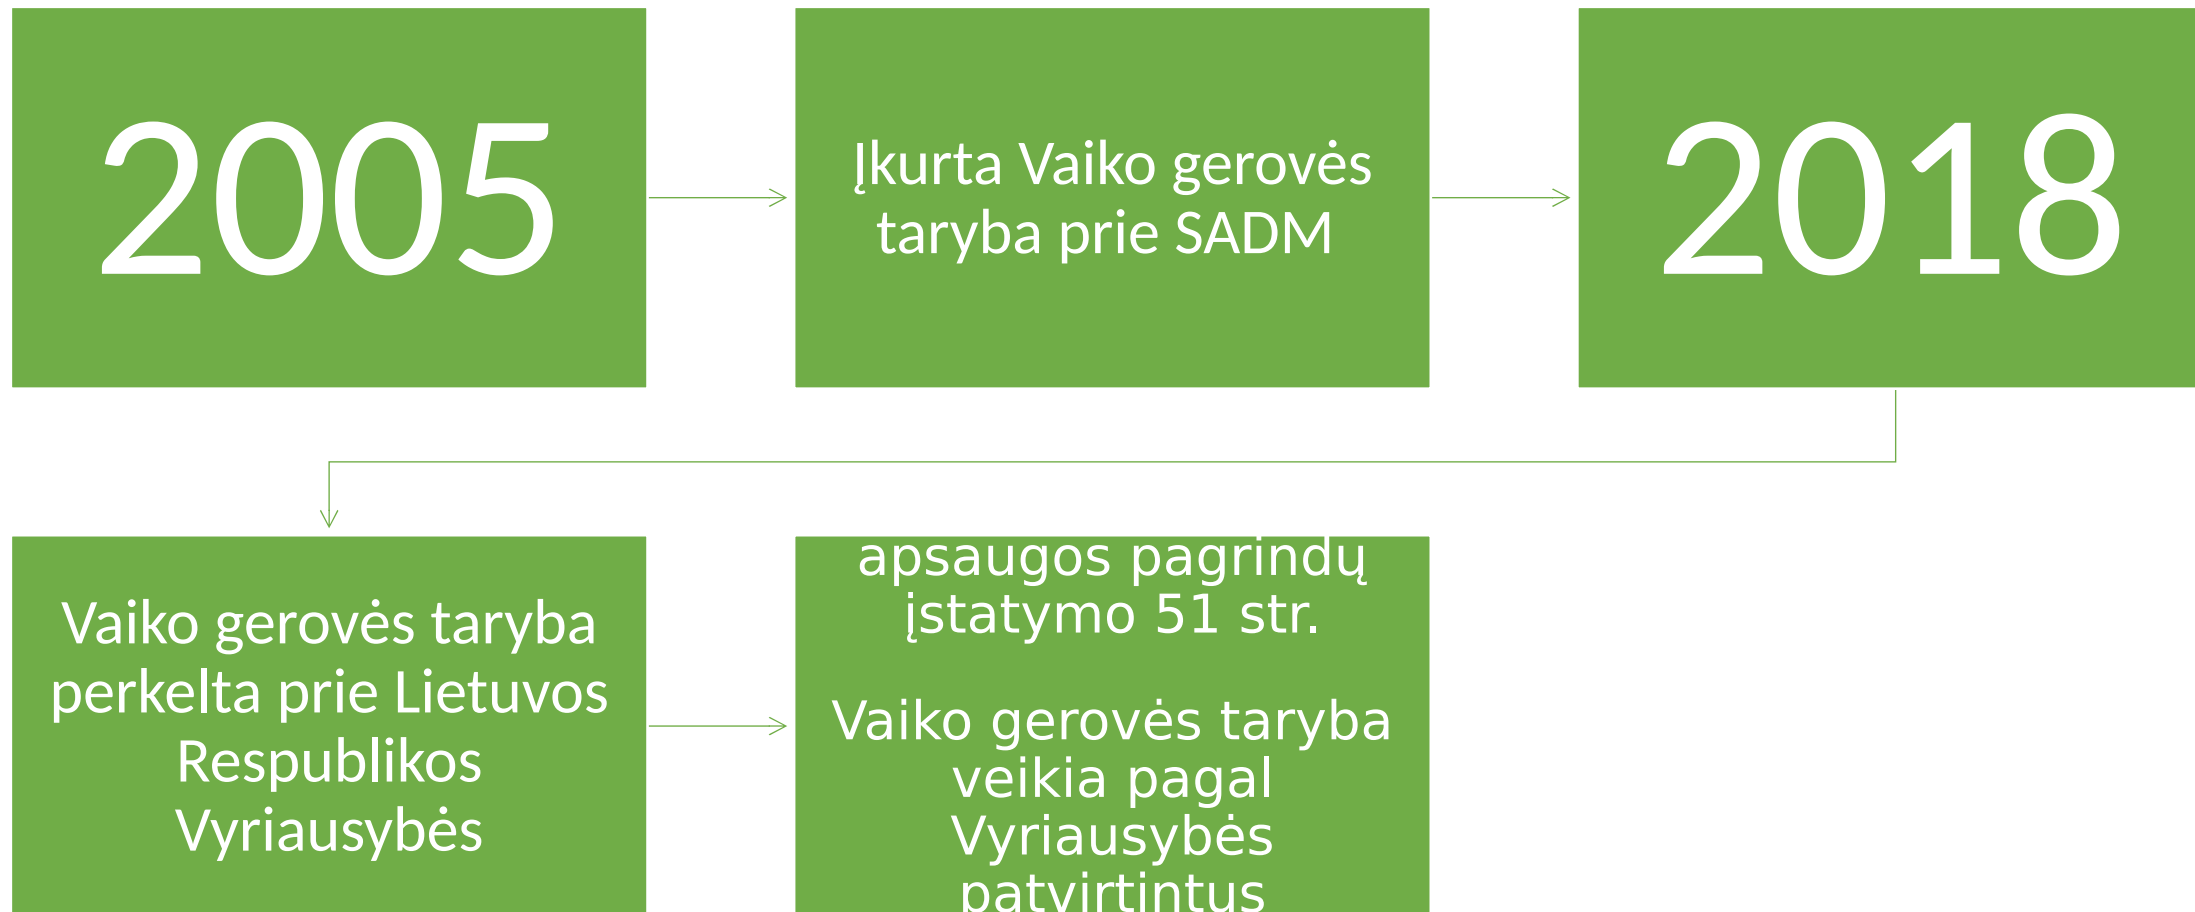 2005
Įkurta Vaiko gerovės
taryba prie SADM
2018
Vaiko gerovės taryba
perkelta prie Lietuvos
Respublikos
Vyriausybės
apsaugos pagrindų
įstatymo 51 str.
Vaiko gerovės taryba
veikia pagal
Vyriausybės
patvirtintus